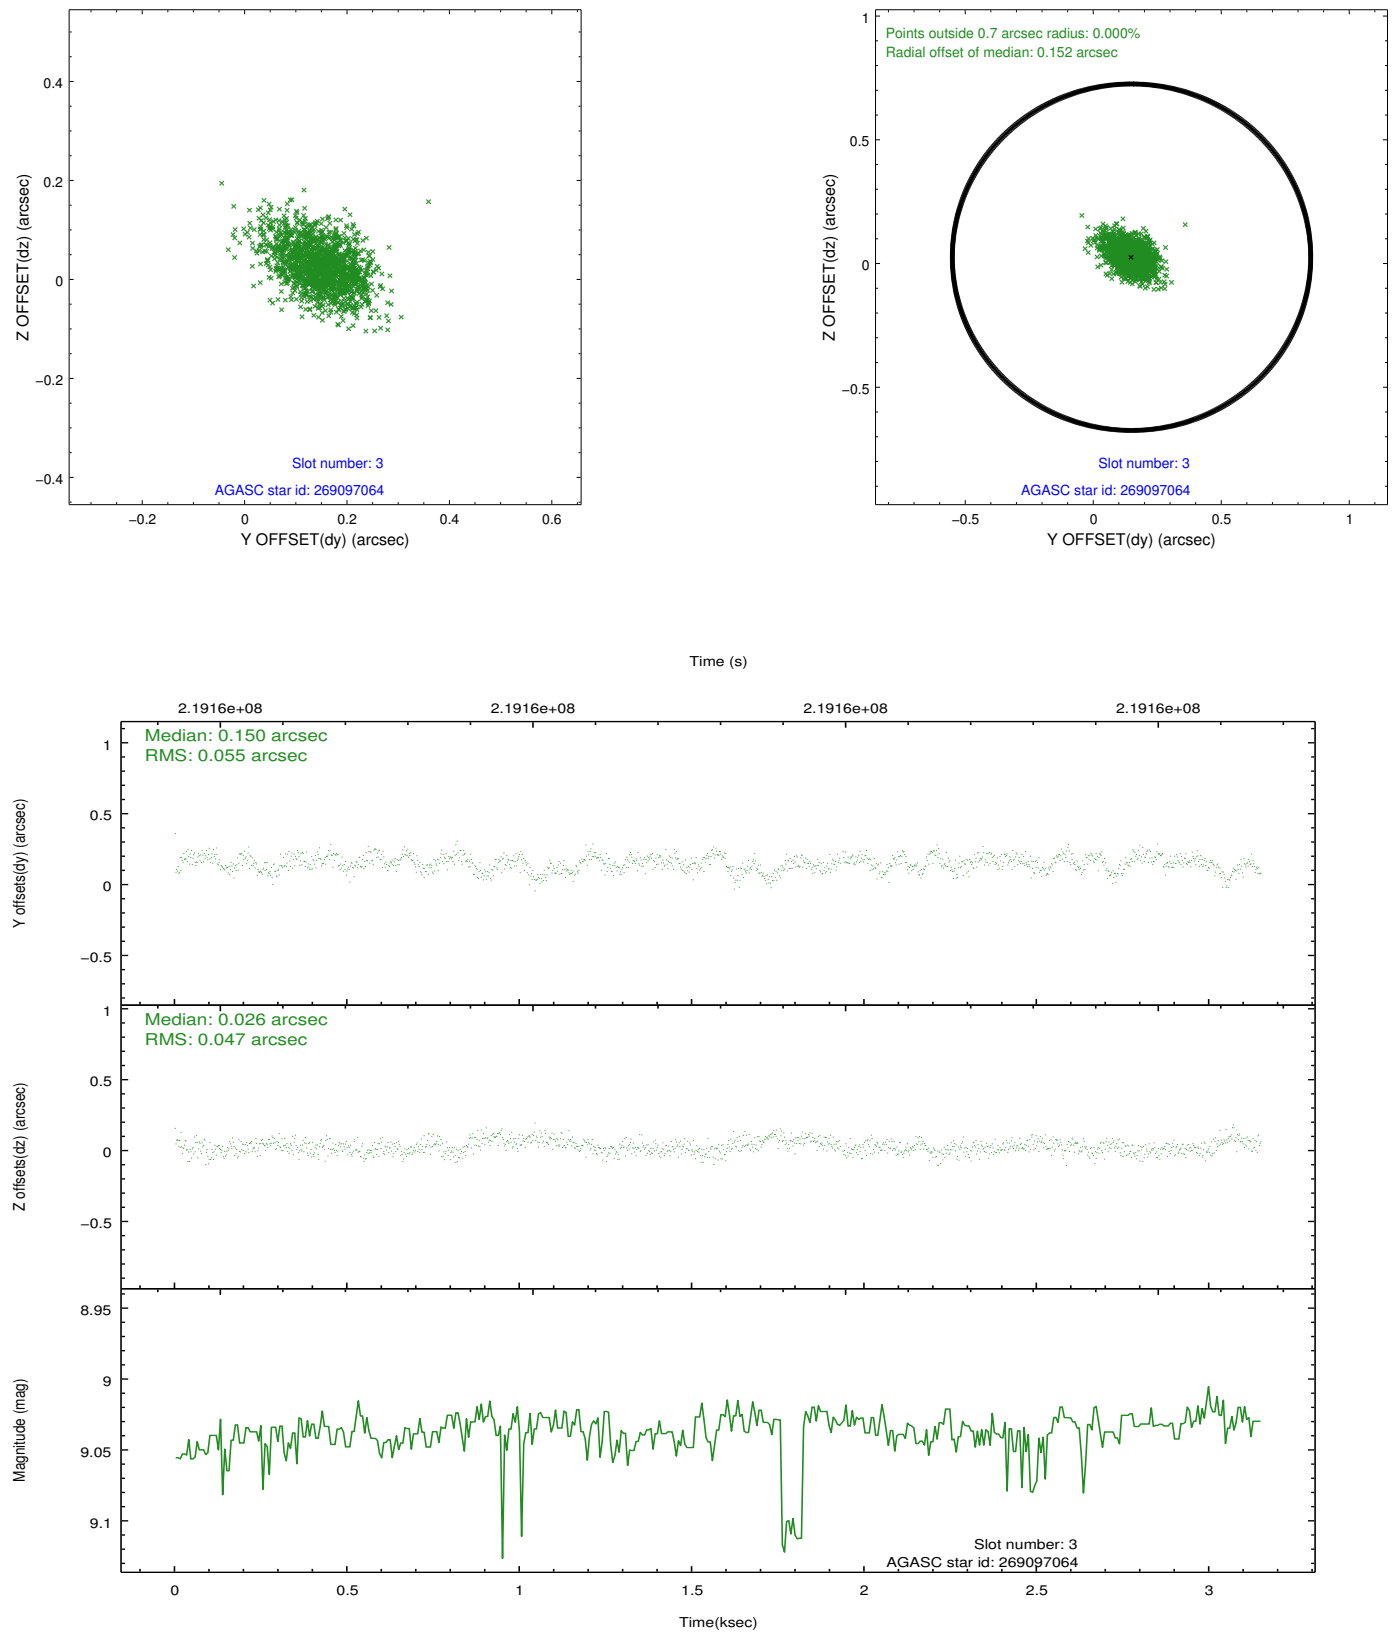 0.4
0.2
0
−0.2
−0.4
Z OFFSET(dz) (arcsec)
Slot number: 3
AGASC star id: 269097064
−0.2 0 0.2 0.4 0.6
Y OFFSET(dy) (arcsec)
Points outside 0.7 arcsec radius: 0.000%
Radial offset of median: 0.152 arcsec
1
0.5
0
−0.5
Z OFFSET(dz) (arcsec)
Slot number: 3
AGASC star id: 269097064
−0.5 0 0.5 1
Y OFFSET(dy) (arcsec)
Time (s)
2.1916e+08 2.1916e+08 2.1916e+08 2.1916e+08
Median: 0.150 arcsec
RMS: 0.055 arcsec
1
0.5
0
−0.5
Y offsets(dy) (arcsec)
Median: 0.026 arcsec
RMS: 0.047 arcsec
1
0.5
0
−0.5
Z offsets(dz) (arcsec)
8.95
9
9.05
9.1
Magnitude (mag)
Slot number: 3
AGASC star id: 269097064
0 0.5 1 1.5 2 2.5 3
Time(ksec)